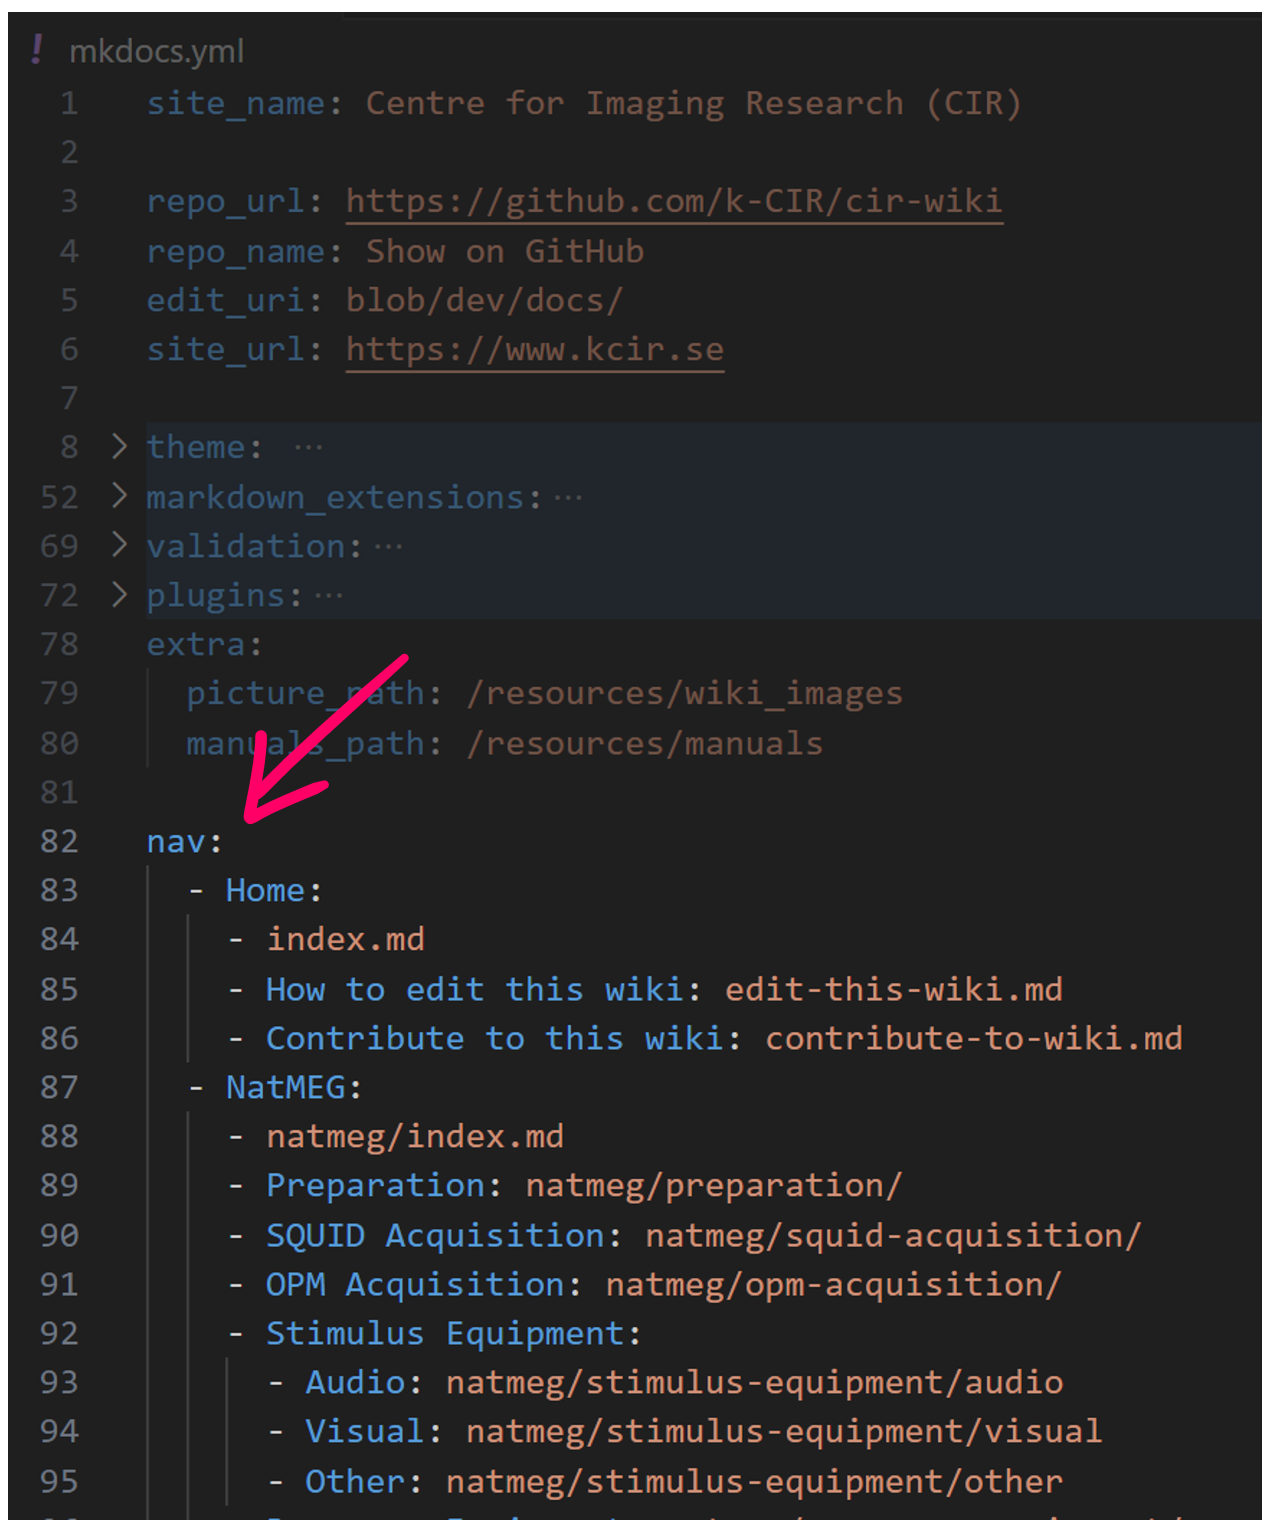 ! mkdocs.yml
1 site_name: Centre for Imaging Research (CIR)
2
3 repo_url: https://github.com/k-CIR/cir-wiki
4 repo_name: Show on GitHub
5 edit_uri: blob/dev/docs/
6 site_url: https://www.kcir.se
7
8 > theme: ···
52 > markdown_extensions: ···
69 > validation: ···
72 > plugins: ···
78 extra:
79 picture_path: /resources/wiki_images
80 manuals_path: /resources/manuals
81
82 nav:
83 - Home:
84 - index.md
85 - How to edit this wiki: edit-this-wiki.md
86 - Contribute to this wiki: contribute-to-wiki.md
87 - NatMEG:
88 - natmeg/index.md
89 - Preparation: natmeg/preparation/
90 - SQUID Acquisition: natmeg/squid-acquisition/
91 - OPM Acquisition: natmeg/opm-acquisition/
92 - Stimulus Equipment:
93 - Audio: natmeg/stimulus-equipment/audio
94 - Visual: natmeg/stimulus-equipment/visual
95 - Other: natmeg/stimulus-equipment/other